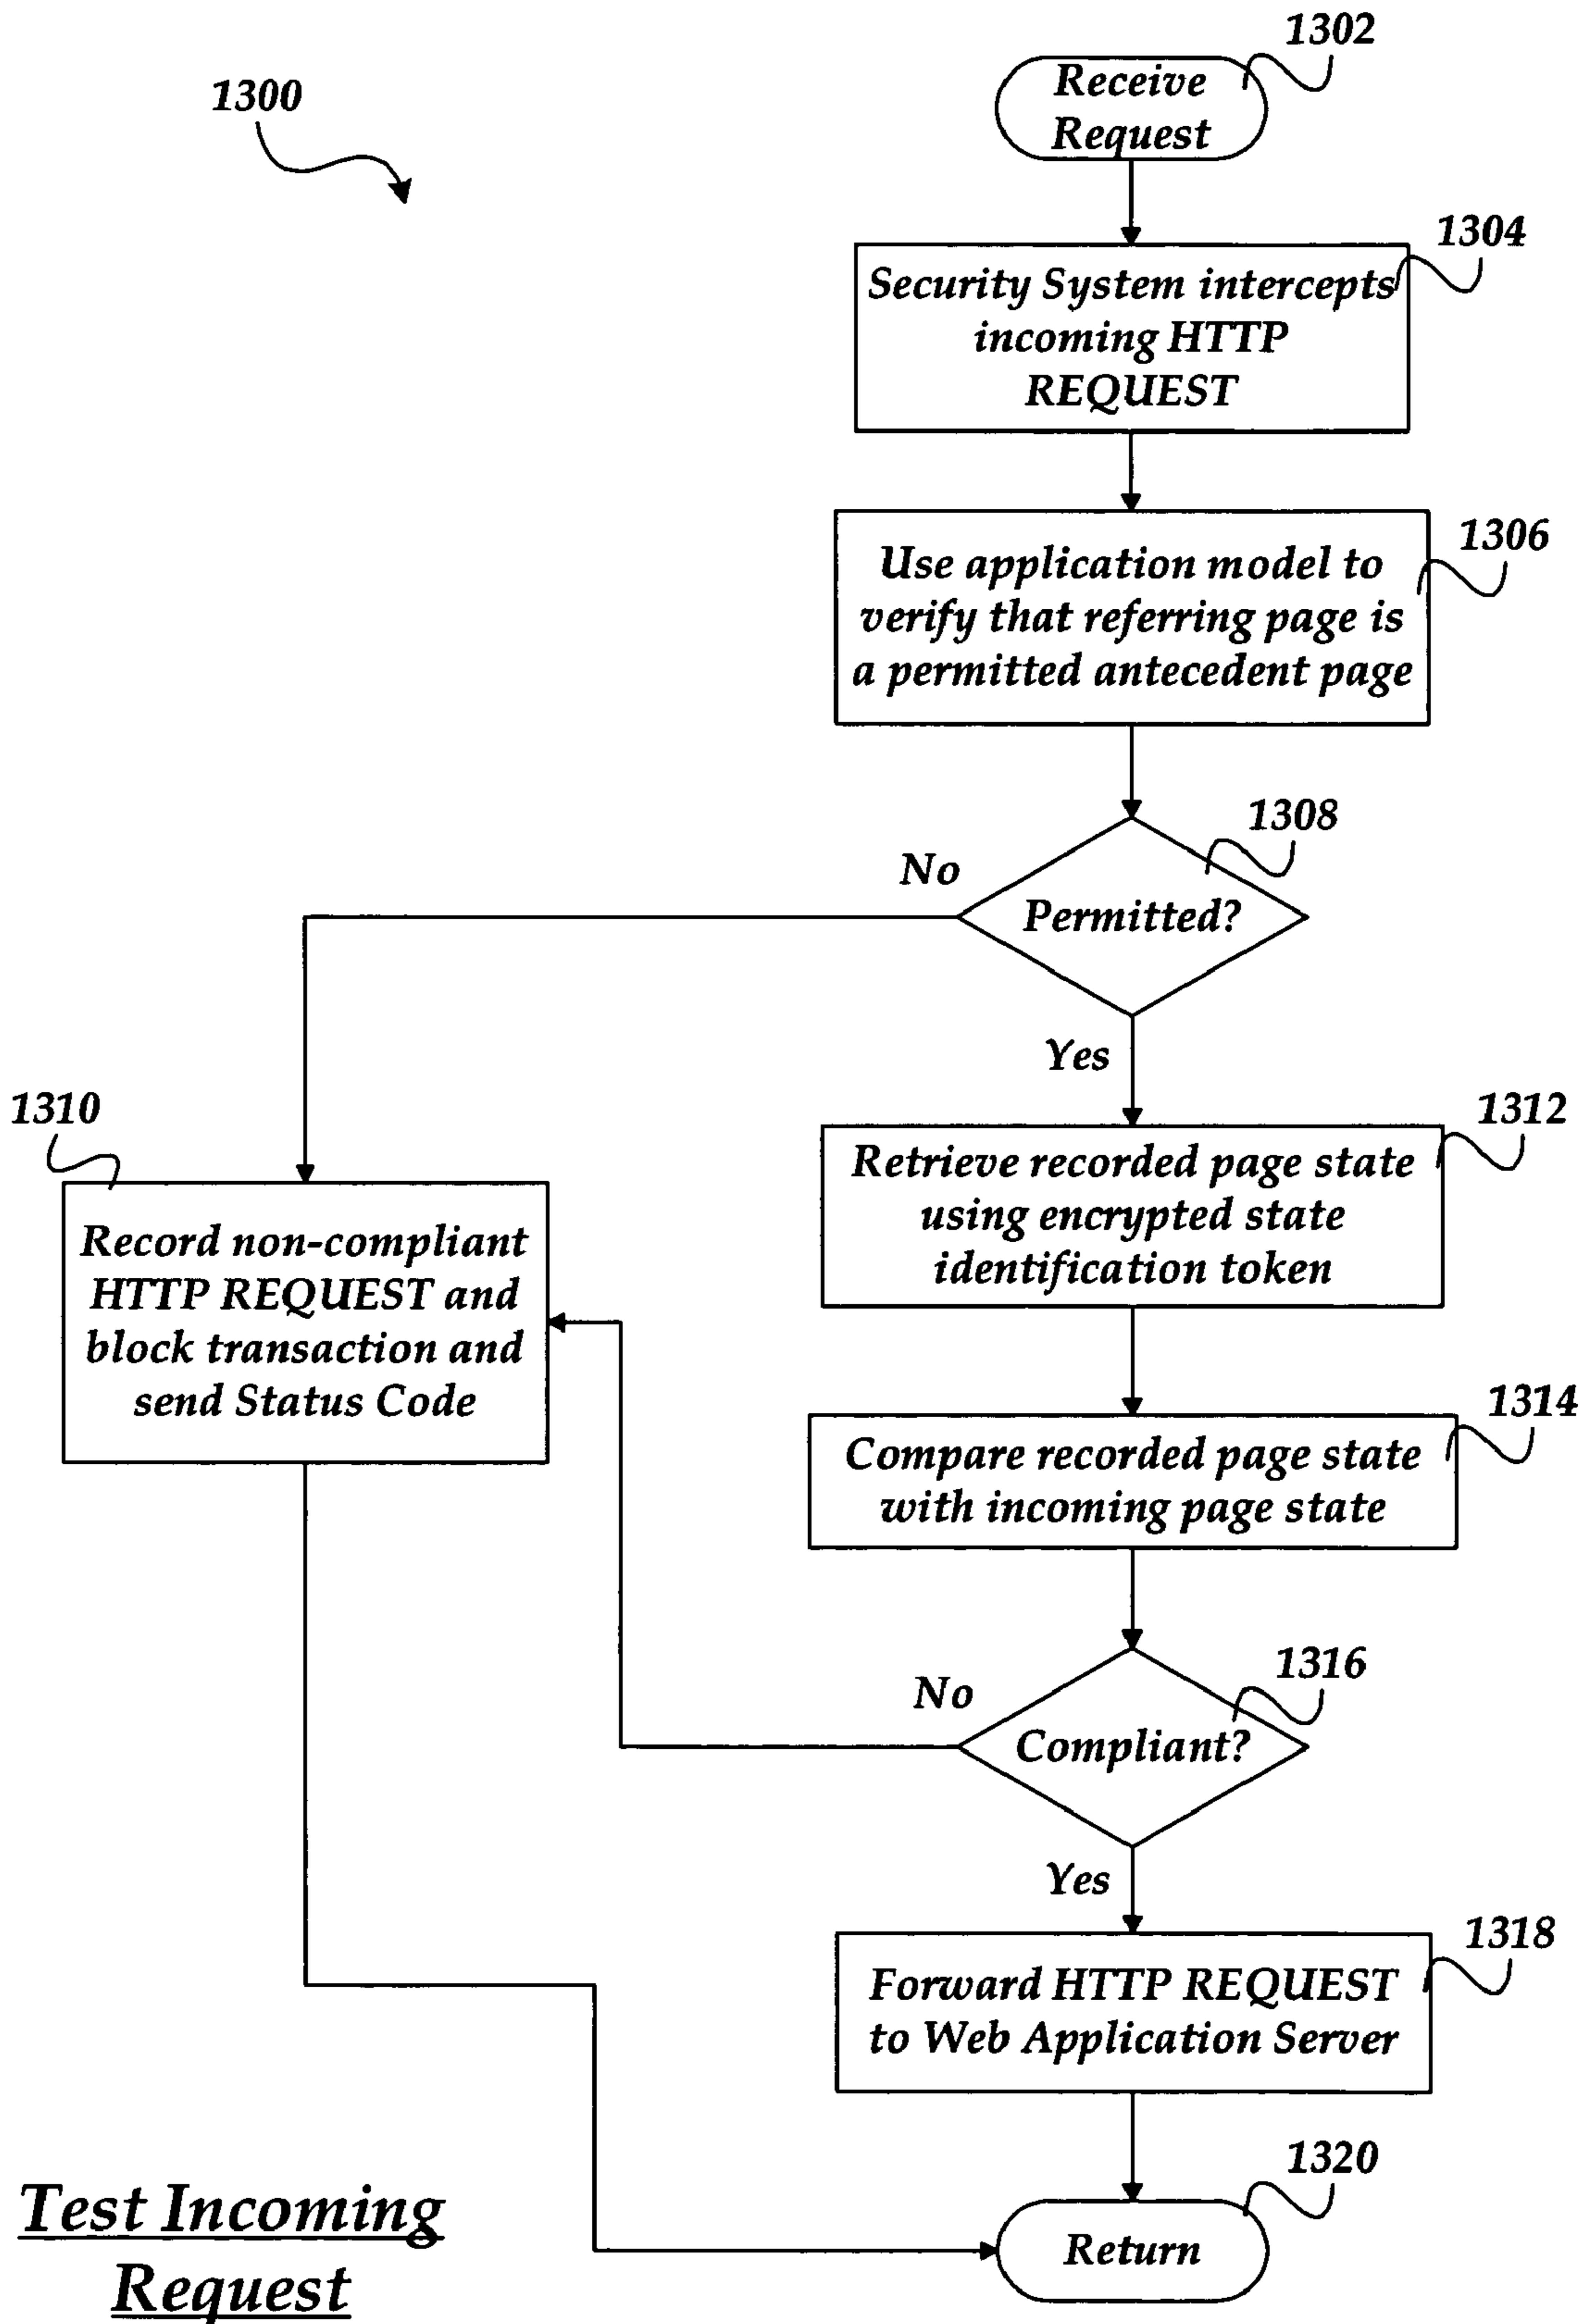 1300
1302
Receive
Request
1304
Security System intercepts
incoming HTTP
REQUEST
1306
Use application model to
verify that referring page is
a permitted antecedent page
1308
No
Permitted?
Yes
1310
Record non-compliant
HTTP REQUEST and
block transaction and
send Status Code
1312
Retrieve recorded page state
using encrypted state
identification token
1314
Compare recorded page state
with incoming page state
1316
No
Compliant?
Yes
1318
Forward HTTP REQUEST
to Web Application Server
1320
Return
Test Incoming
Request